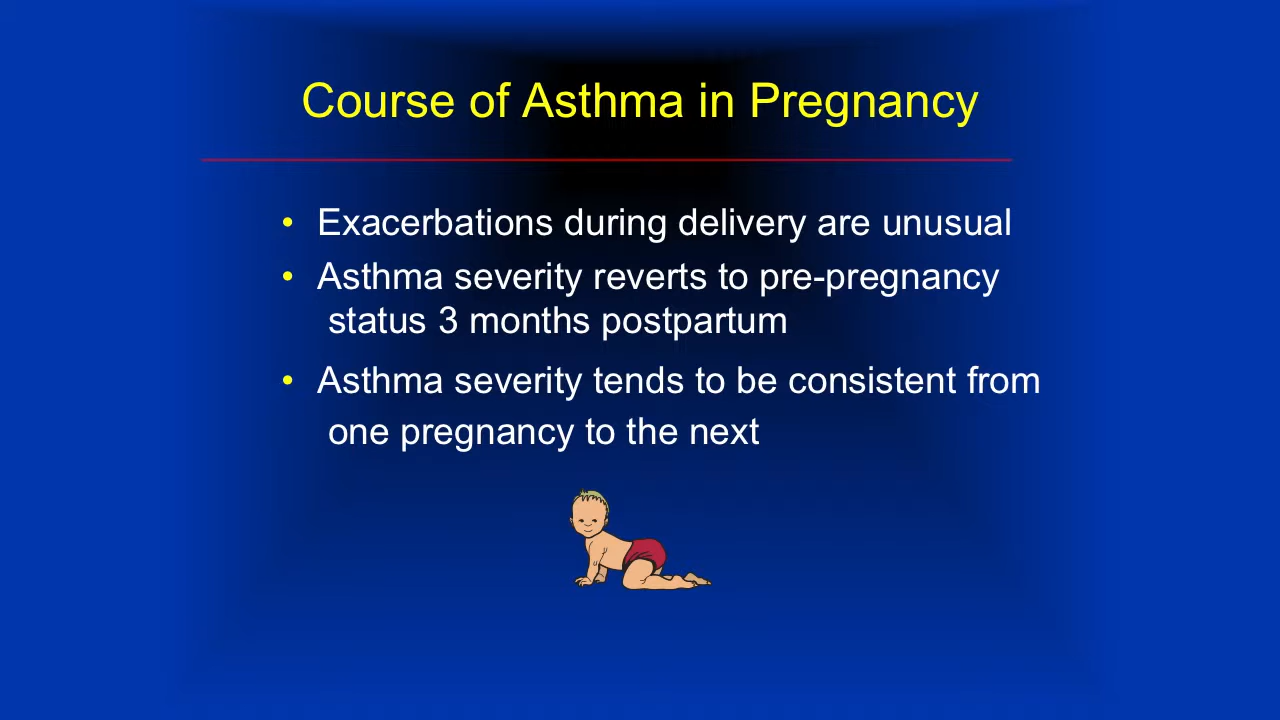 Course of Asthma in Pregnancy
• Exacerbations during delivery are unusual
• Asthma severity reverts to pre-pregnancy
status 3 months postpartum
• Asthma severity tends to be consistent from
one pregnancy to the next